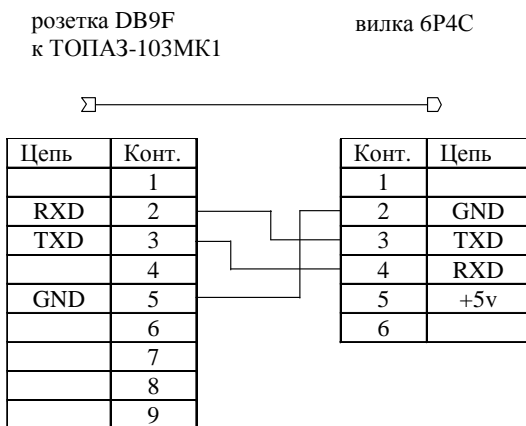 розетка DB9F
к ТОПАЗ-103МК1
вилка 6P4C
Цепь Конт.
1
RXD 2
TXD 3
4
GND 5
6
7
8
9
Конт. Цепь
1
2 GND
3 TXD
4 RXD
5 +5v
6